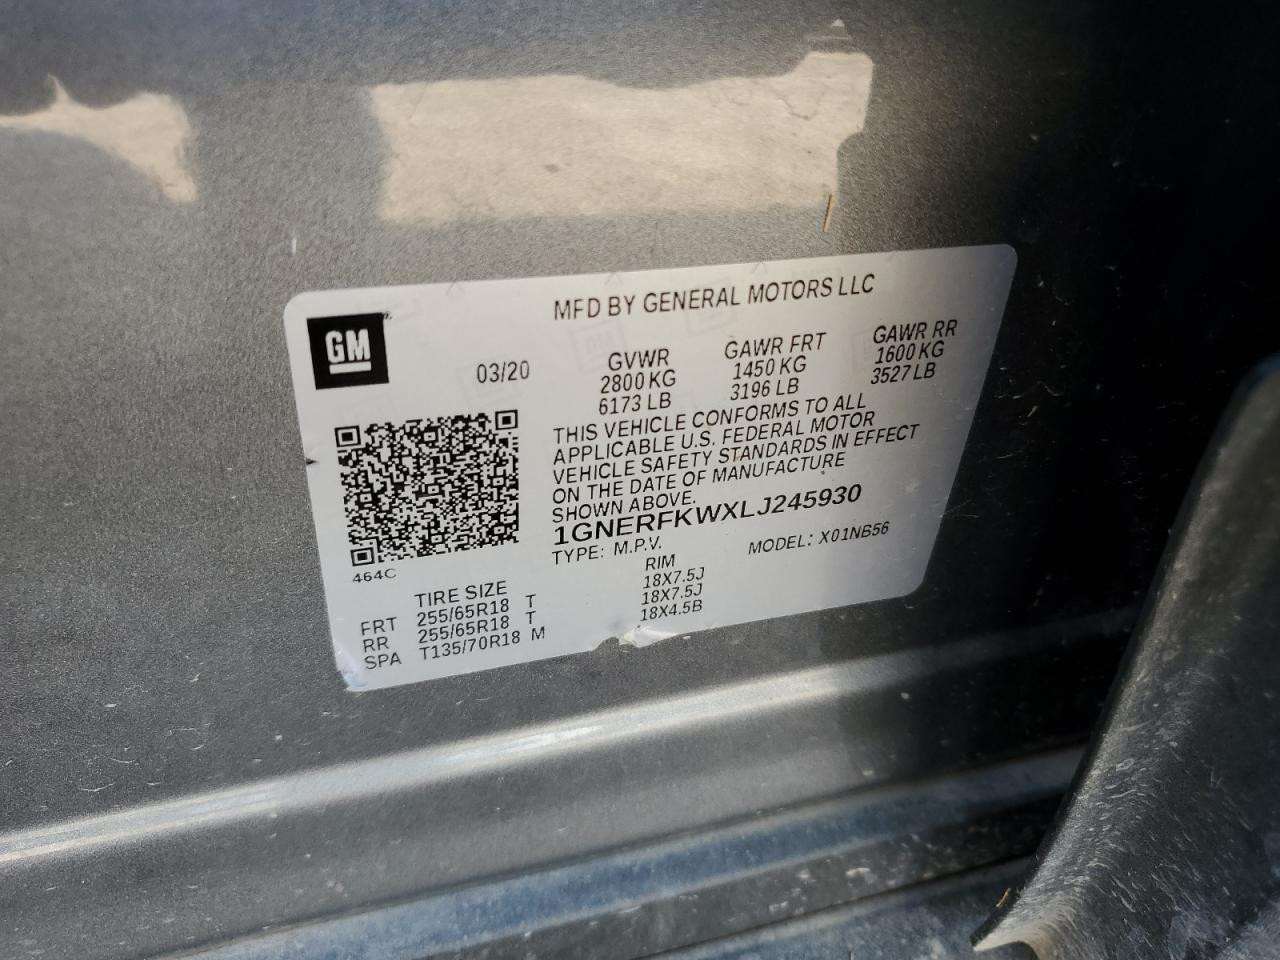 MFD BY GENERAL MOTORS LLC
GM
03/20
GVWR GAWR FRT GAWR RR
2800 KG 1450 KG 1600 KG
6173 LB 3196 LB 3527 LB
THIS VEHICLE CONFORMS TO ALL
APPLICABLE U.S. FEDERAL MOTOR
VEHICLE SAFETY STANDARDS IN EFFECT
ON THE DATE OF MANUFACTURE
SHOWN ABOVE.
1GNERFKWXLJ245930
TYPE: M.P.V. MODEL: X01NB56
464C
TIRE SIZE RIM
FRT 255/65R18 T 18X7.5J
RR 255/65R18 T 18X7.5J
SPA T135/70R18 M 18X4.5B